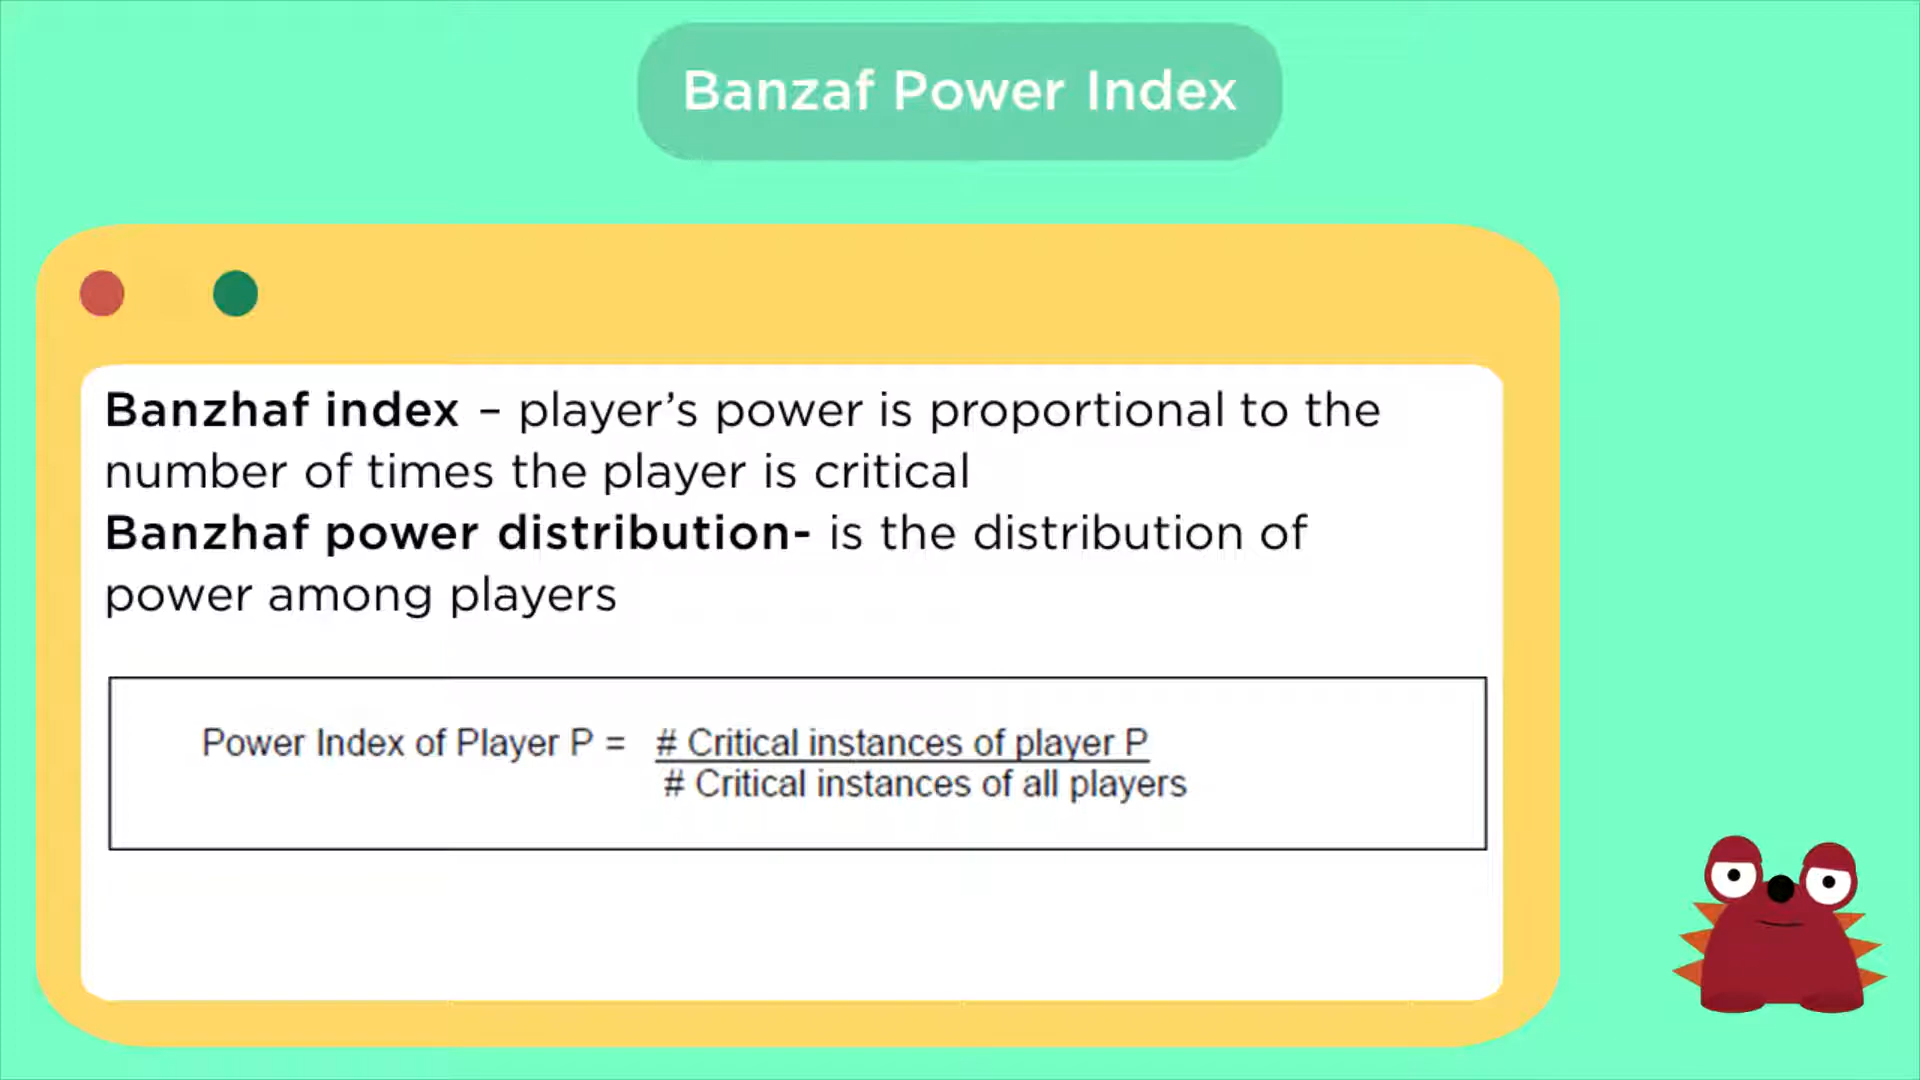 Banzaf Power Index
Banzhaf index – player’s power is proportional to the
number of times the player is critical
Banzhaf power distribution- is the distribution of
power among players
Power Index of Player P = # Critical instances of player P
# Critical instances of all players